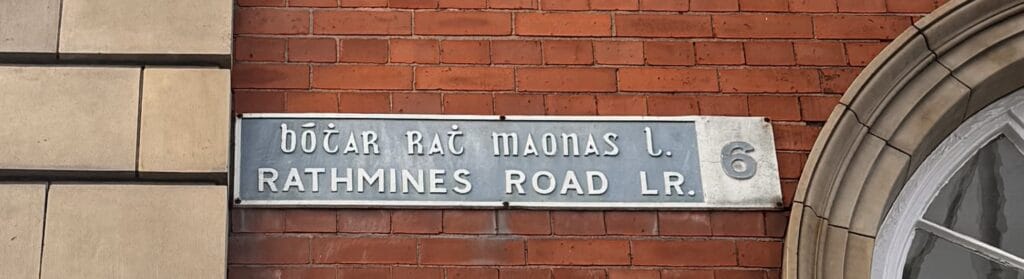 bóṫar raṫ maonas l.
RATHMINES ROAD LR.
6